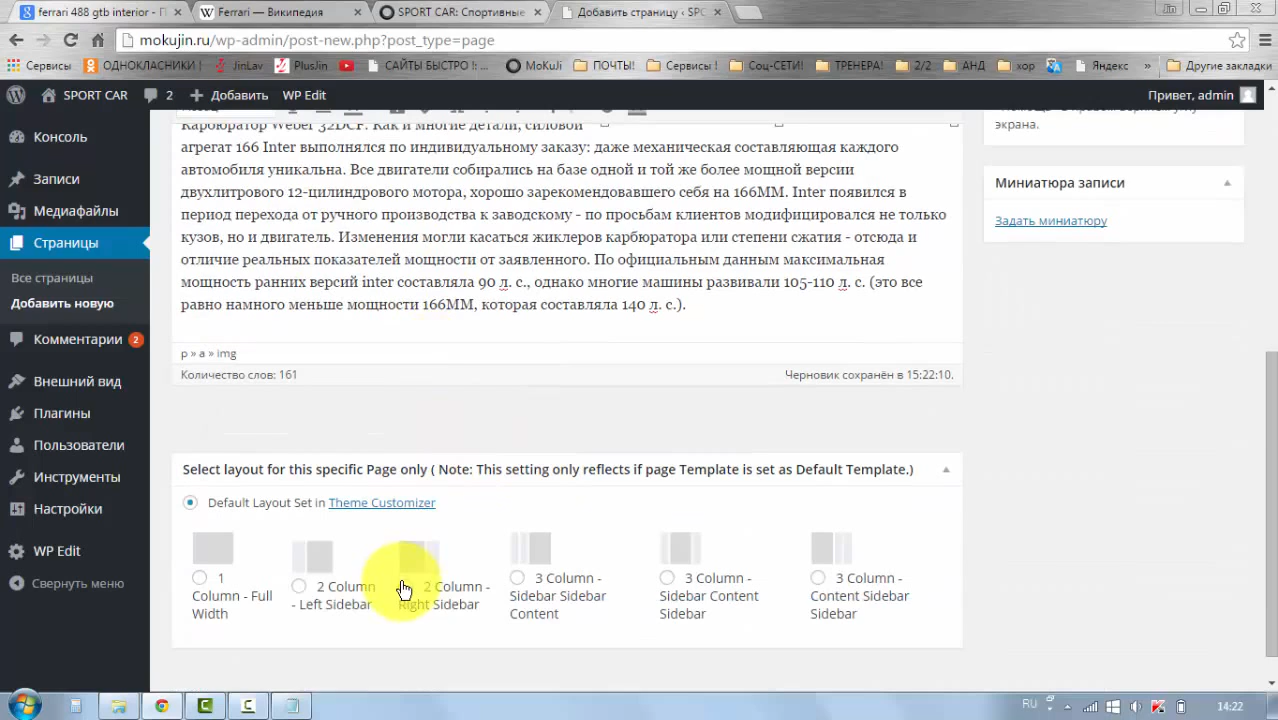 ferrari 488 gtb interior - П
Ferrari — Википедия
SPORT CAR: Спортивные
Добавить страницу ‹ SPC
mokujin.ru/wp-admin/post-new.php?post_type=page
Сервисы
ОДНОКЛАСНИКИ
JinLav
PlusJin
САЙТЫ БЫСТРО !: ...
MoKuJi
ПОЧТЫ!
Сервисы !
Соц-СЕТИ!
ТРЕНЕРА!
2/2
АНД
хор
Яндекс
»
Другие закладки
SPORT CAR
2
Добавить
WP Edit
Привет, admin
Консоль
Записи
Медиафайлы
Страницы
Все страницы
Добавить новую
Комментарии 2
Внешний вид
Плагины
Пользователи
Инструменты
Настройки
WP Edit
Свернуть меню
Карбюратор Weber 32DCF. Как и многие детали, силовой
агрегат 166 Inter выполнялся по индивидуальному заказу: даже механическая составляющая каждого
автомобиля уникальна. Все двигатели собирались на базе одной и той же более мощной версии
двухлитрового 12-цилиндрового мотора, хорошо зарекомендовавшего себя на 166MM. Inter появился в
период перехода от ручного производства к заводскому - по просьбам клиентов модифицировался не только
кузов, но и двигатель. Изменения могли касаться жиклеров карбюратора или степени сжатия - отсюда и
отличие реальных показателей мощности от заявленного. По официальным данным максимальная
мощность ранних версий inter составляла 90 л. с., однако многие машины развивали 105-110 л. с. (это все
равно намного меньше мощности 166MM, которая составляла 140 л. с.).
p » a » img
Количество слов: 161
Черновик сохранён в 15:22:10.
экрана.
Миниатюра записи
Задать миниатюру
Select layout for this specific Page only ( Note: This setting only reflects if page Template is set as Default Template.)
Default Layout Set in Theme Customizer
1
Column - Full
Width
2 Column
- Left Sidebar
2 Column -
Right Sidebar
3 Column -
Sidebar Sidebar
Content
3 Column -
Sidebar Content
Sidebar
3 Column -
Content Sidebar
Sidebar
RU
14:22